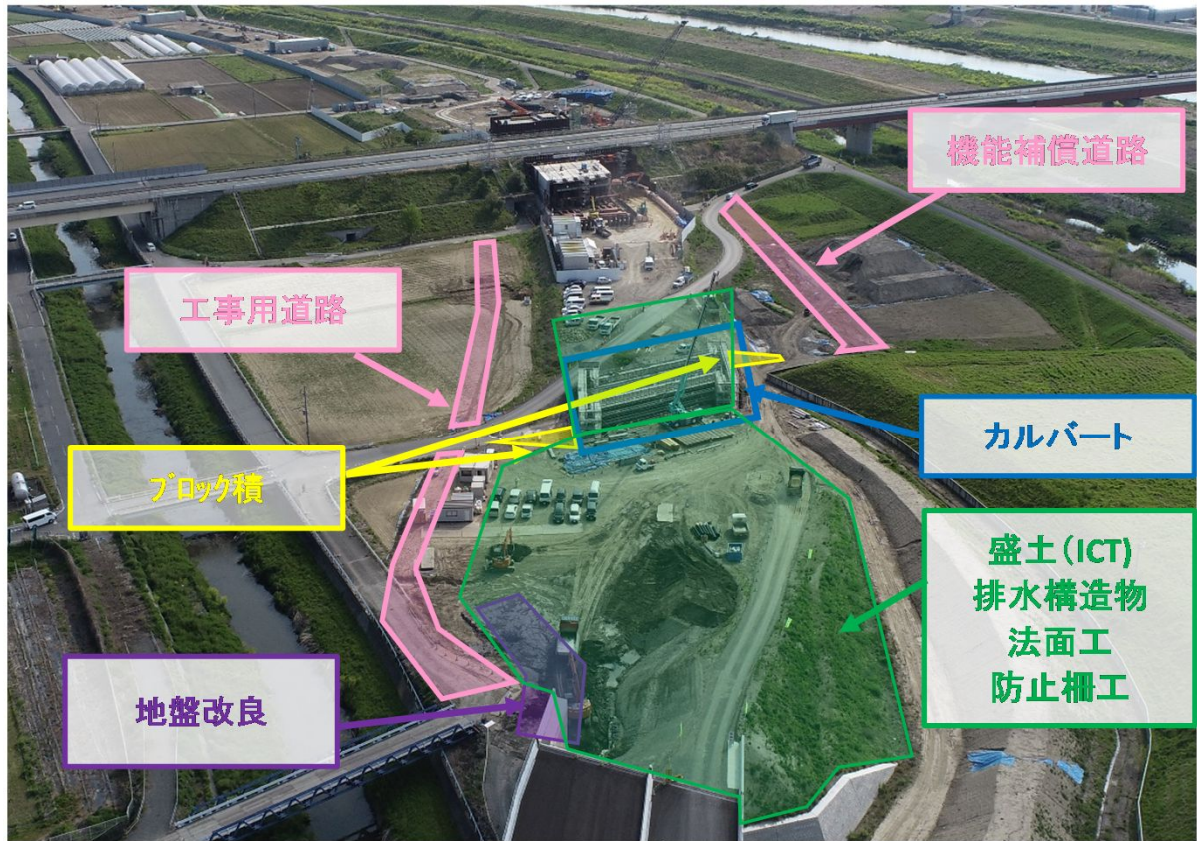 機能補償道路
工事用道路
カルバート
ブロック積
盛土(ICT)
排水構造物
法面工
防止柵工
地盤改良